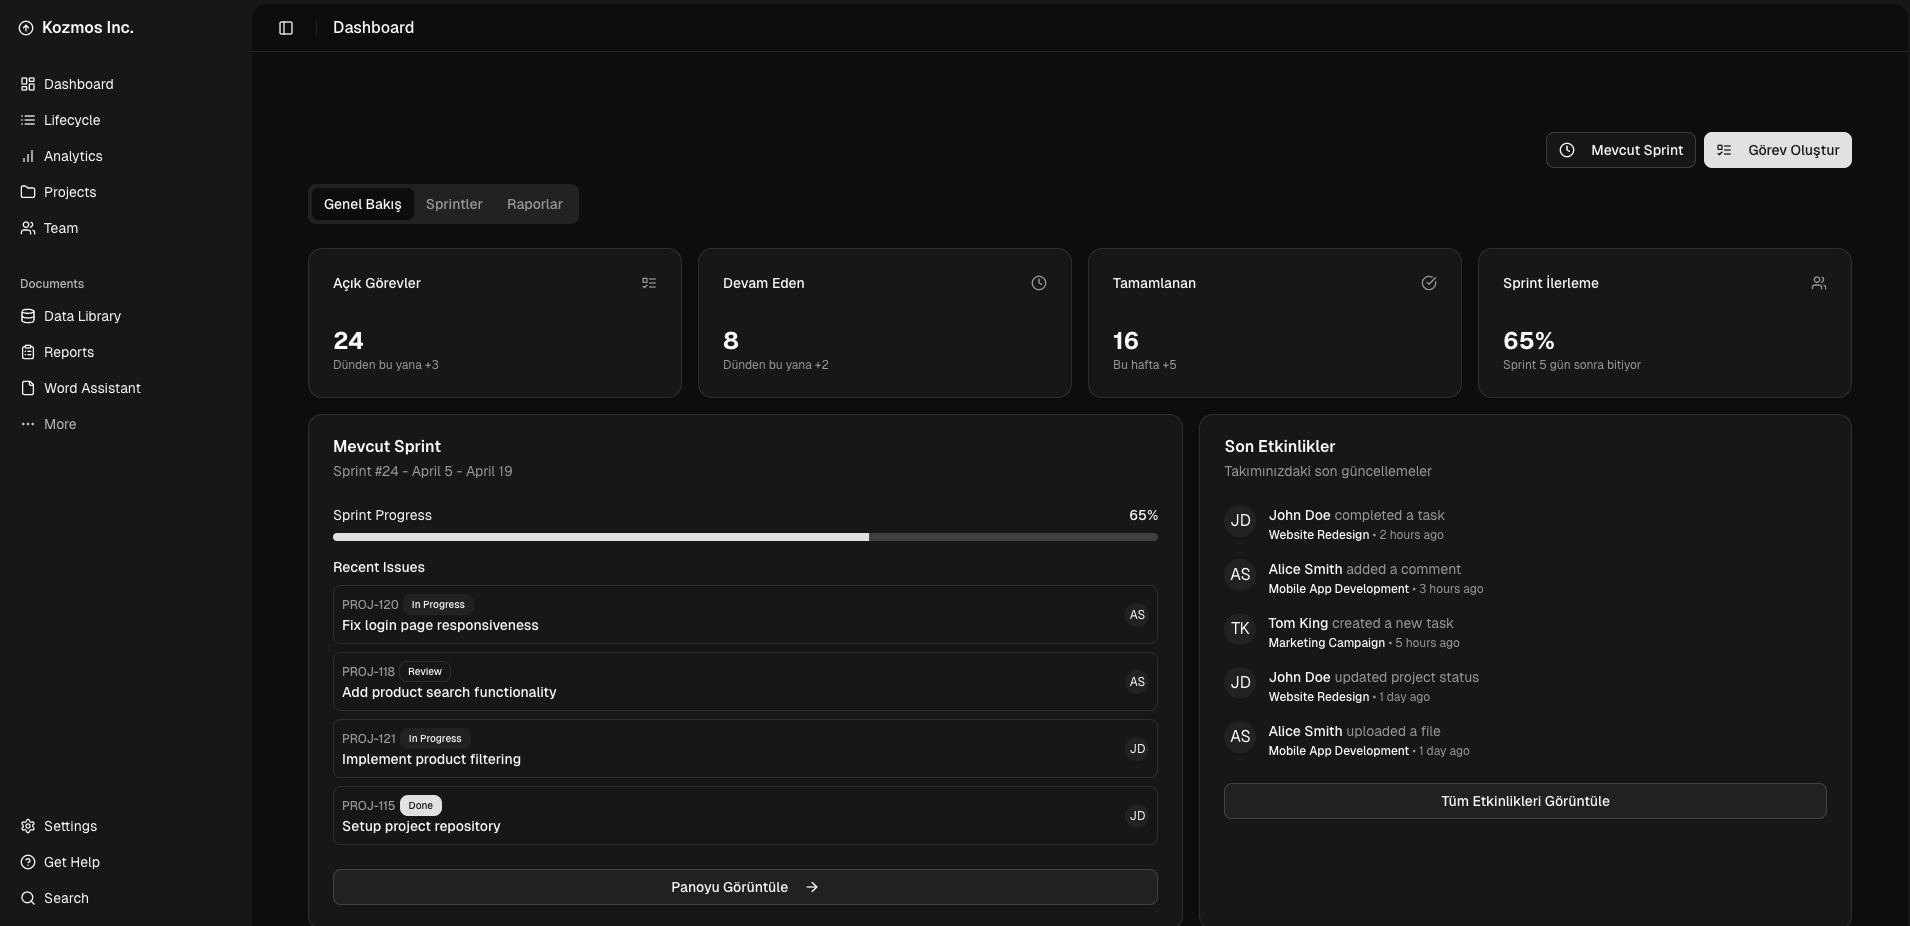 Kozmos Inc.
Dashboard
Lifecycle
Analytics
Projects
Team
Documents
Data Library
Reports
Word Assistant
More
Settings
Get Help
Search
Dashboard
Mevcut Sprint
Görev Oluştur
Genel Bakış
Sprintler
Raporlar
Açık Görevler
24
Dünden bu yana +3
Devam Eden
8
Dünden bu yana +2
Tamamlanan
16
Bu hafta +5
Sprint İlerleme
65%
Sprint 5 gün sonra bitiyor
Mevcut Sprint
Sprint #24 - April 5 - April 19
Sprint Progress 65%
Recent Issues
PROJ-120 In Progress
Fix login page responsiveness
AS
PROJ-118 Review
Add product search functionality
AS
PROJ-121 In Progress
Implement product filtering
JD
PROJ-115 Done
Setup project repository
JD
Panoyu Görüntüle
Son Etkinlikler
Takımınızdaki son güncellemeler
JD
John Doe completed a task
Website Redesign • 2 hours ago
AS
Alice Smith added a comment
Mobile App Development • 3 hours ago
TK
Tom King created a new task
Marketing Campaign • 5 hours ago
JD
John Doe updated project status
Website Redesign • 1 day ago
AS
Alice Smith uploaded a file
Mobile App Development • 1 day ago
Tüm Etkinlikleri Görüntüle